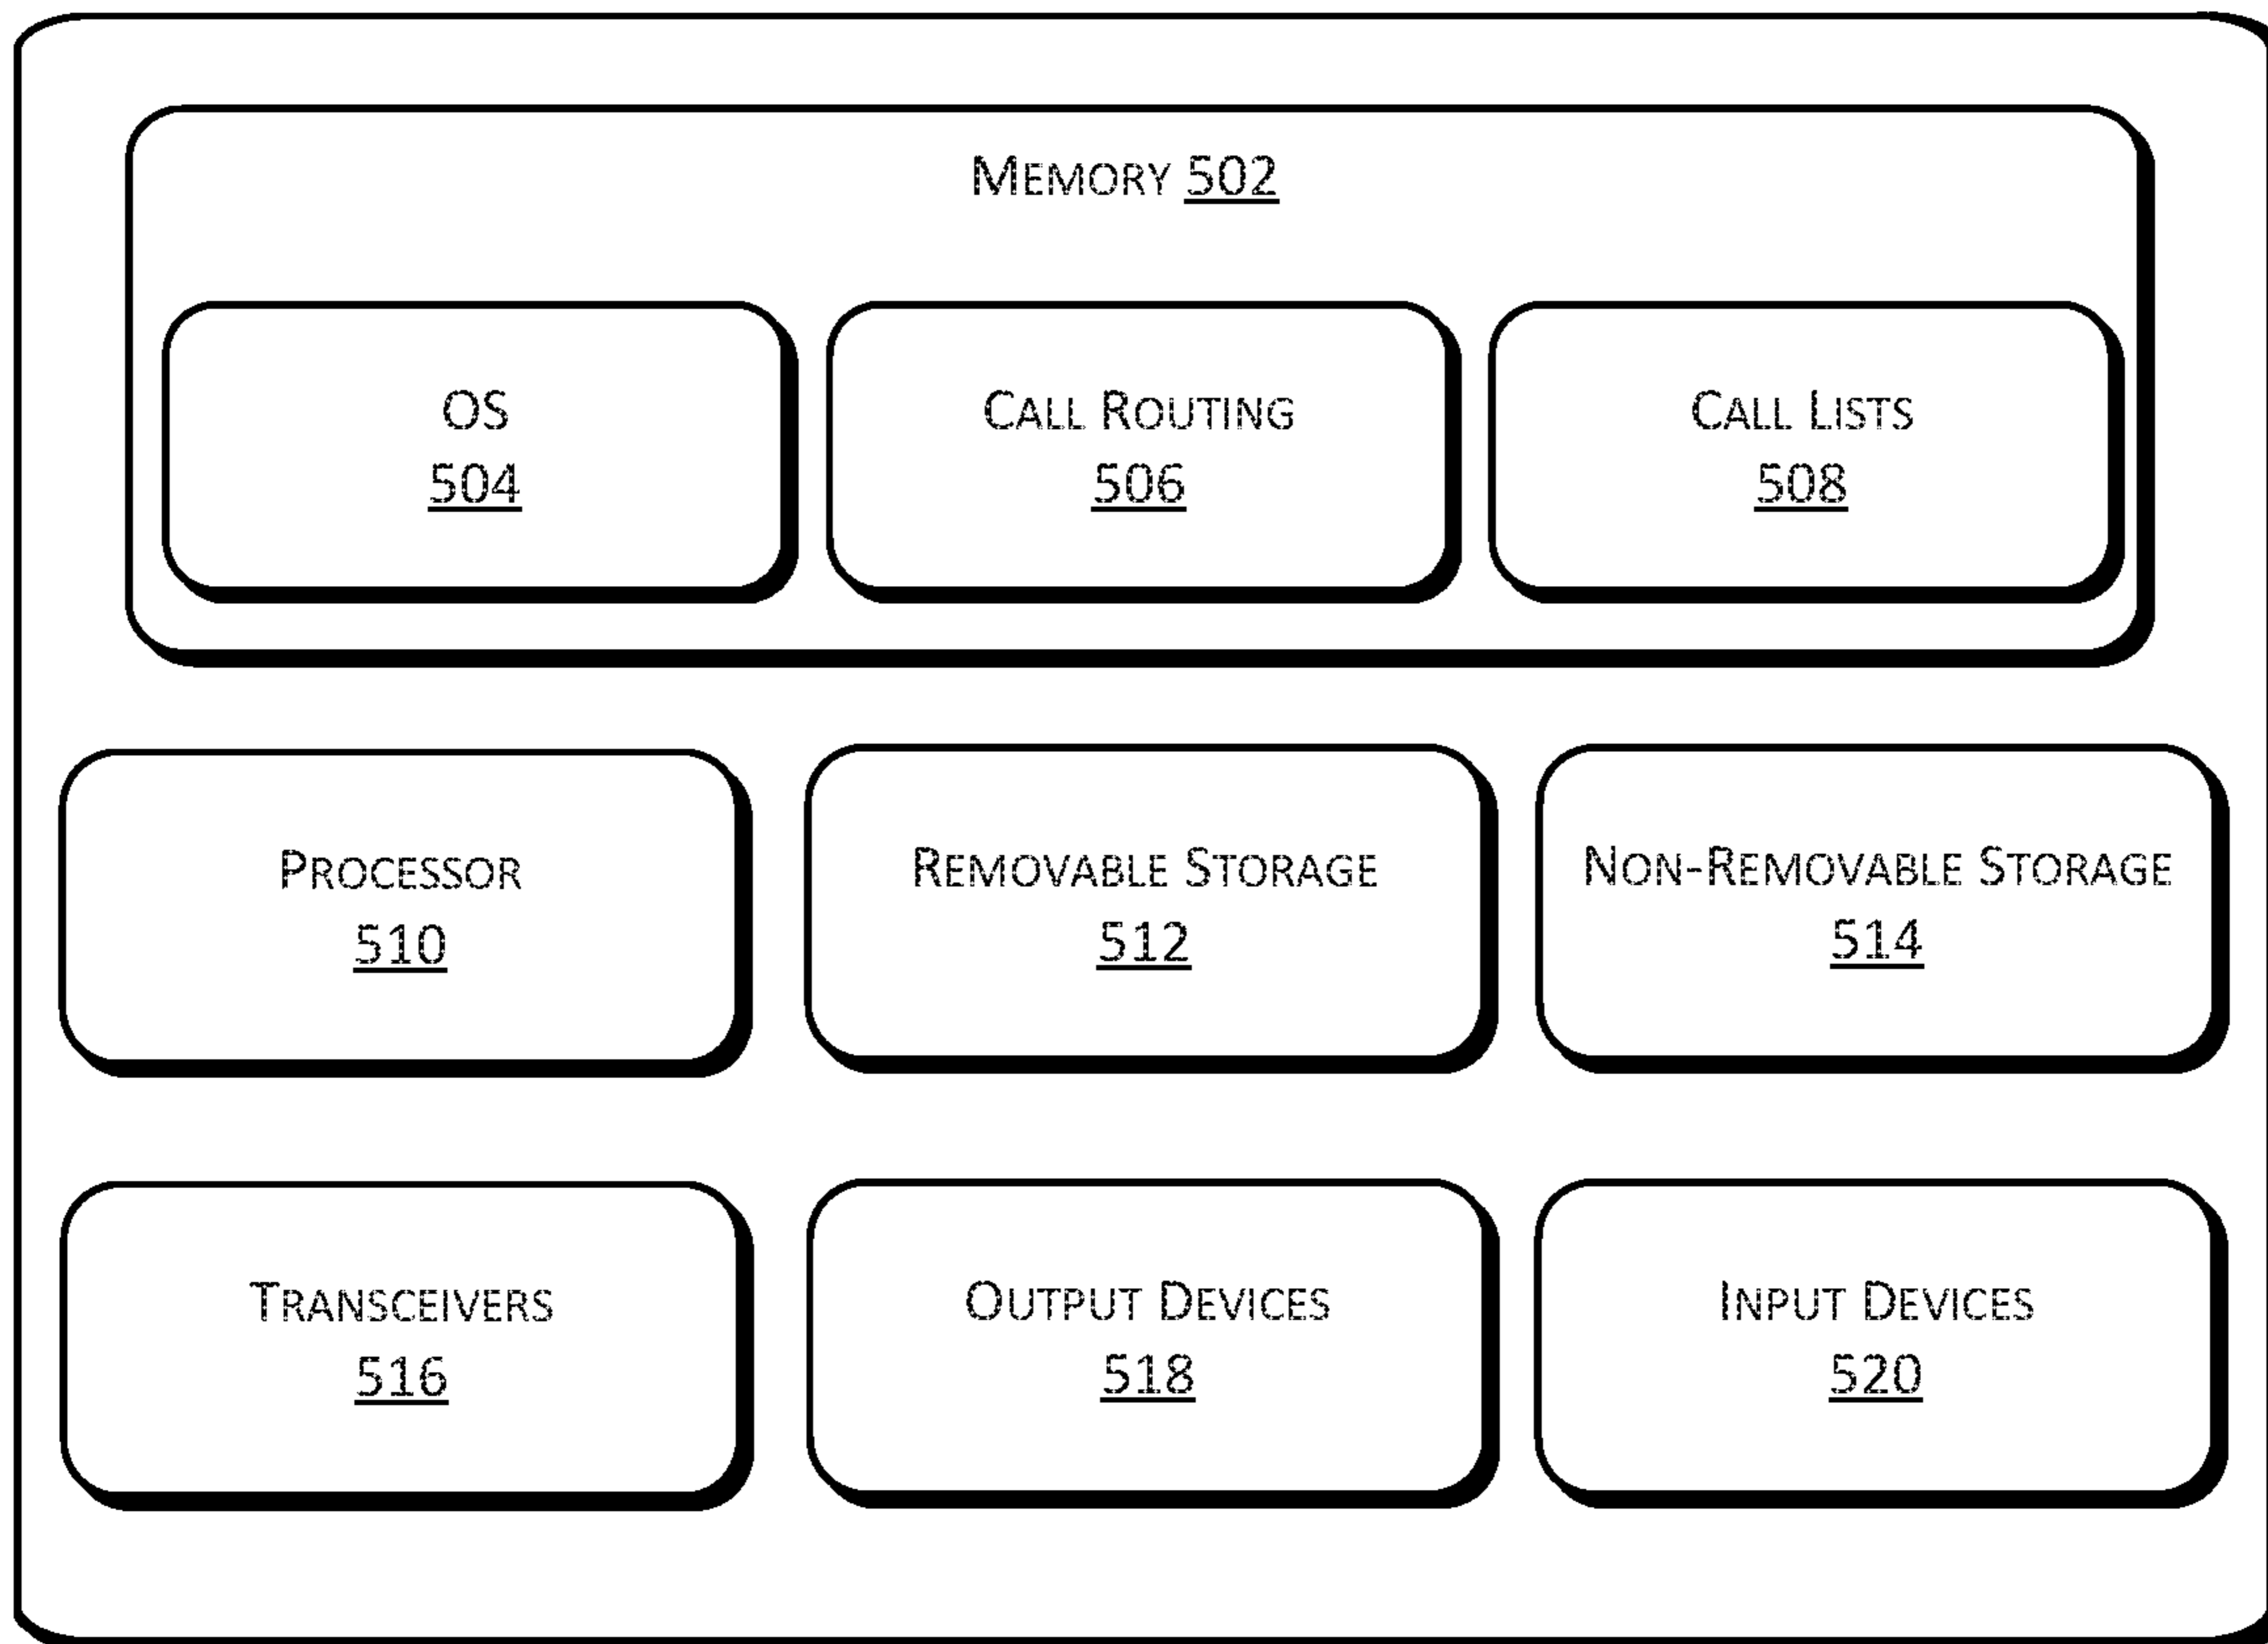 MEMORY 502
OS
504
CALL ROUTING
506
CALL LISTS
508
PROCESSOR
510
REMOVABLE STORAGE
512
NON-REMOVABLE STORAGE
514
TRANSCEIVERS
516
OUTPUT DEVICES
518
INPUT DEVICES
520